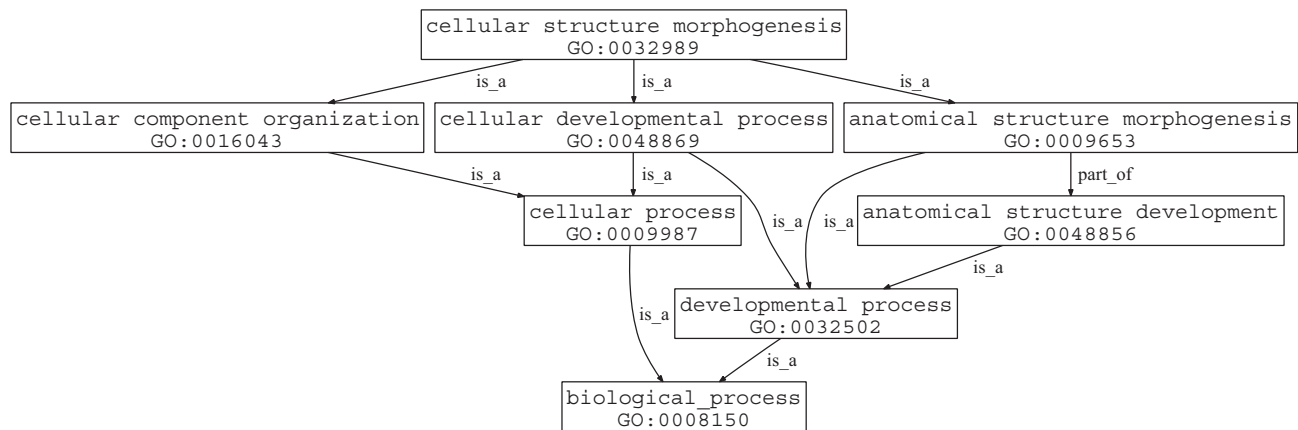 cellular structure morphogenesis
GO:0032989
is_a
is_a
is_a
cellular component organization
GO:0016043
cellular developmental process
GO:0048869
anatomical structure morphogenesis
GO:0009653
is_a
is_a
part_of
cellular process
GO:0009987
is_a
is_a
anatomical structure development
GO:0048856
is_a
developmental process
GO:0032502
is_a
is_a
biological_process
GO:0008150